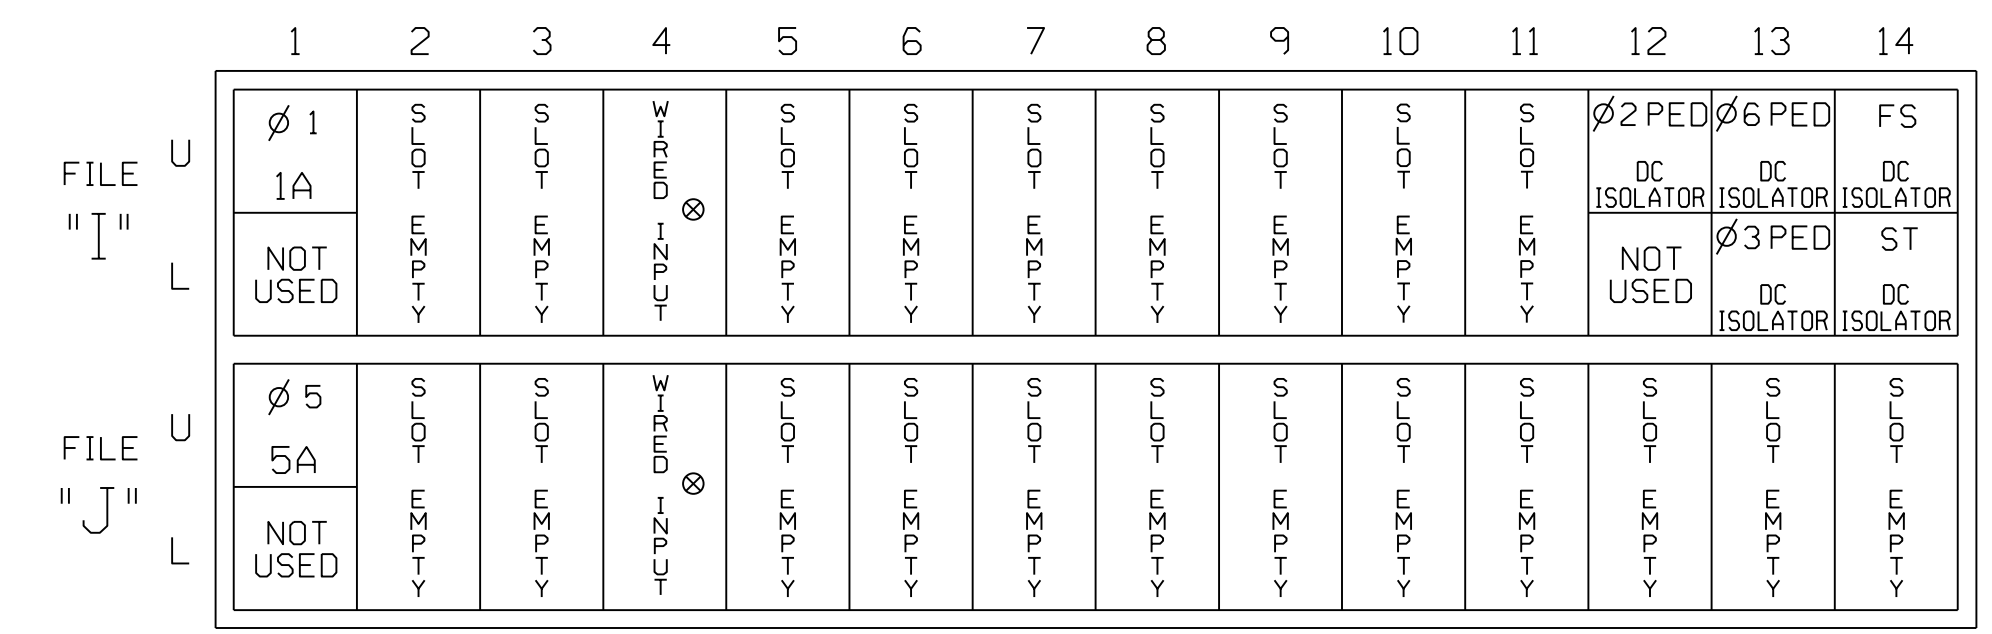 1 2 3 4 5 6 7 8 9 10 11 12 13 14
FILE
"I"
U
L
Ø 1
1A
NOT
USED
SLOT EMPTY
SLOT EMPTY
WIRED INPUT
SLOT EMPTY
SLOT EMPTY
SLOT EMPTY
SLOT EMPTY
SLOT EMPTY
SLOT EMPTY
SLOT EMPTY
Ø2 PED
DC
ISOLATOR
NOT
USED
Ø6 PED
DC
ISOLATOR
Ø3 PED
DC
ISOLATOR
FS
DC
ISOLATOR
ST
DC
ISOLATOR
FILE
"J"
U
L
Ø 5
5A
NOT
USED
SLOT EMPTY
SLOT EMPTY
WIRED INPUT
SLOT EMPTY
SLOT EMPTY
SLOT EMPTY
SLOT EMPTY
SLOT EMPTY
SLOT EMPTY
SLOT EMPTY
SLOT EMPTY
SLOT EMPTY
SLOT EMPTY